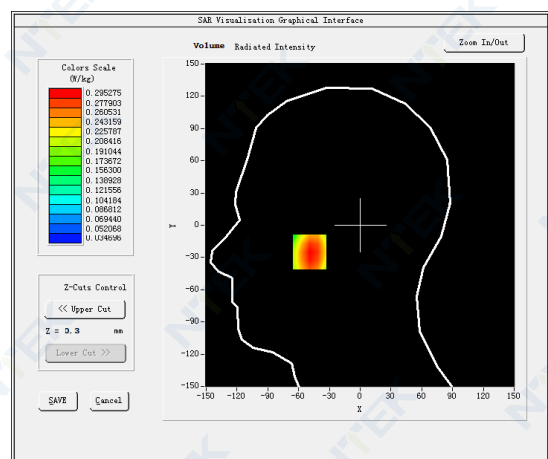 SAR Visualisation Graphical Interface
Volume Radiated Intensity
Zoom In/Out
Colors Scale
(W/kg)
0.295275
0.277903
0.260531
0.243159
0.225787
0.208416
0.191044
0.173672
0.156300
0.138928
0.121556
0.104184
0.086812
0.069440
0.052068
0.034696
150
120
90
60
30
0
-30
-60
-90
-120
-150
Y
-150 -120 -90 -60 -30 0 30 60 90 120 150
X
Z-Cuts Control
<< Upper Cut
Z = 0.3 mm
Lower Cut >>
SAVE Cancel
NTEK